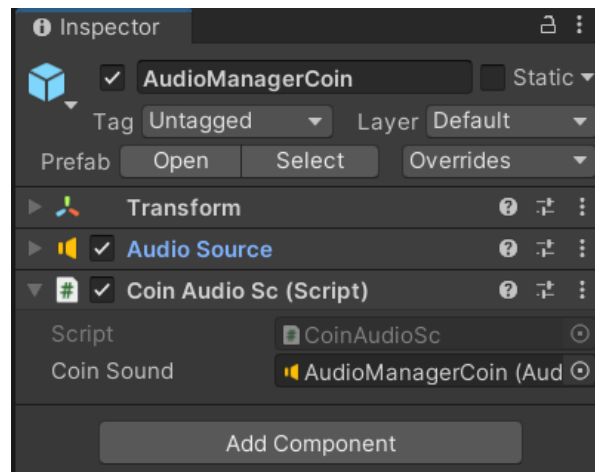 Inspector
AudioManagerCoin Static
Tag Untagged Layer Default
Prefab Open Select Overrides
Transform
Audio Source
# Coin Audio Sc (Script)
Script # CoinAudioSc
Coin Sound AudioManagerCoin (Aud
Add Component